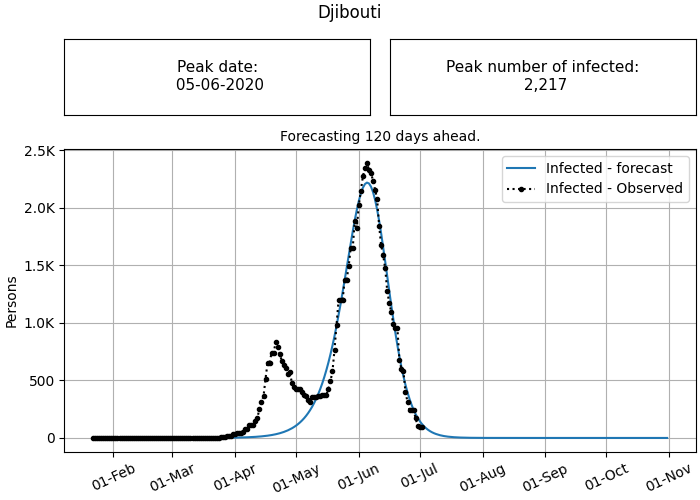 Djibouti
Peak date:
05-06-2020
Peak number of infected:
2,217
Forecasting 120 days ahead.
2.5K
2.0K
1.5K
1.0K
500
0
Persons
Infected - forecast
Infected - Observed
01-Feb
01-Mar
01-Apr
01-May
01-Jun
01-Jul
01-Aug
01-Sep
01-Oct
01-Nov